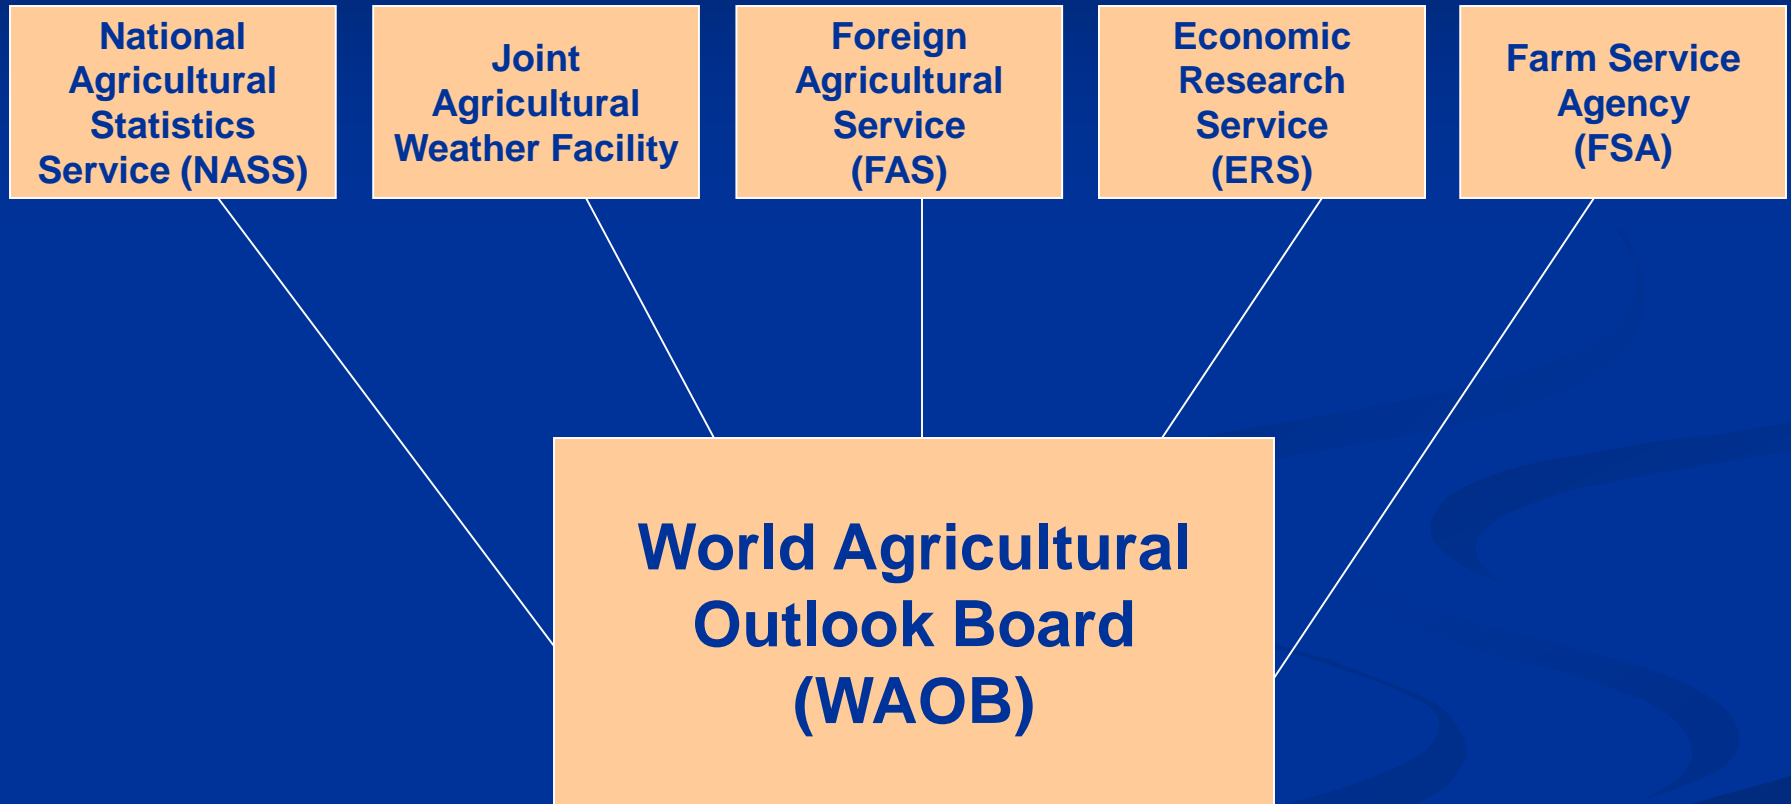 National
Agricultural
Statistics
Service (NASS)
Joint
Agricultural
Weather Facility
Foreign
Agricultural
Service
(FAS)
Economic
Research
Service
(ERS)
Farm Service
Agency
(FSA)
World Agricultural
Outlook Board
(WAOB)